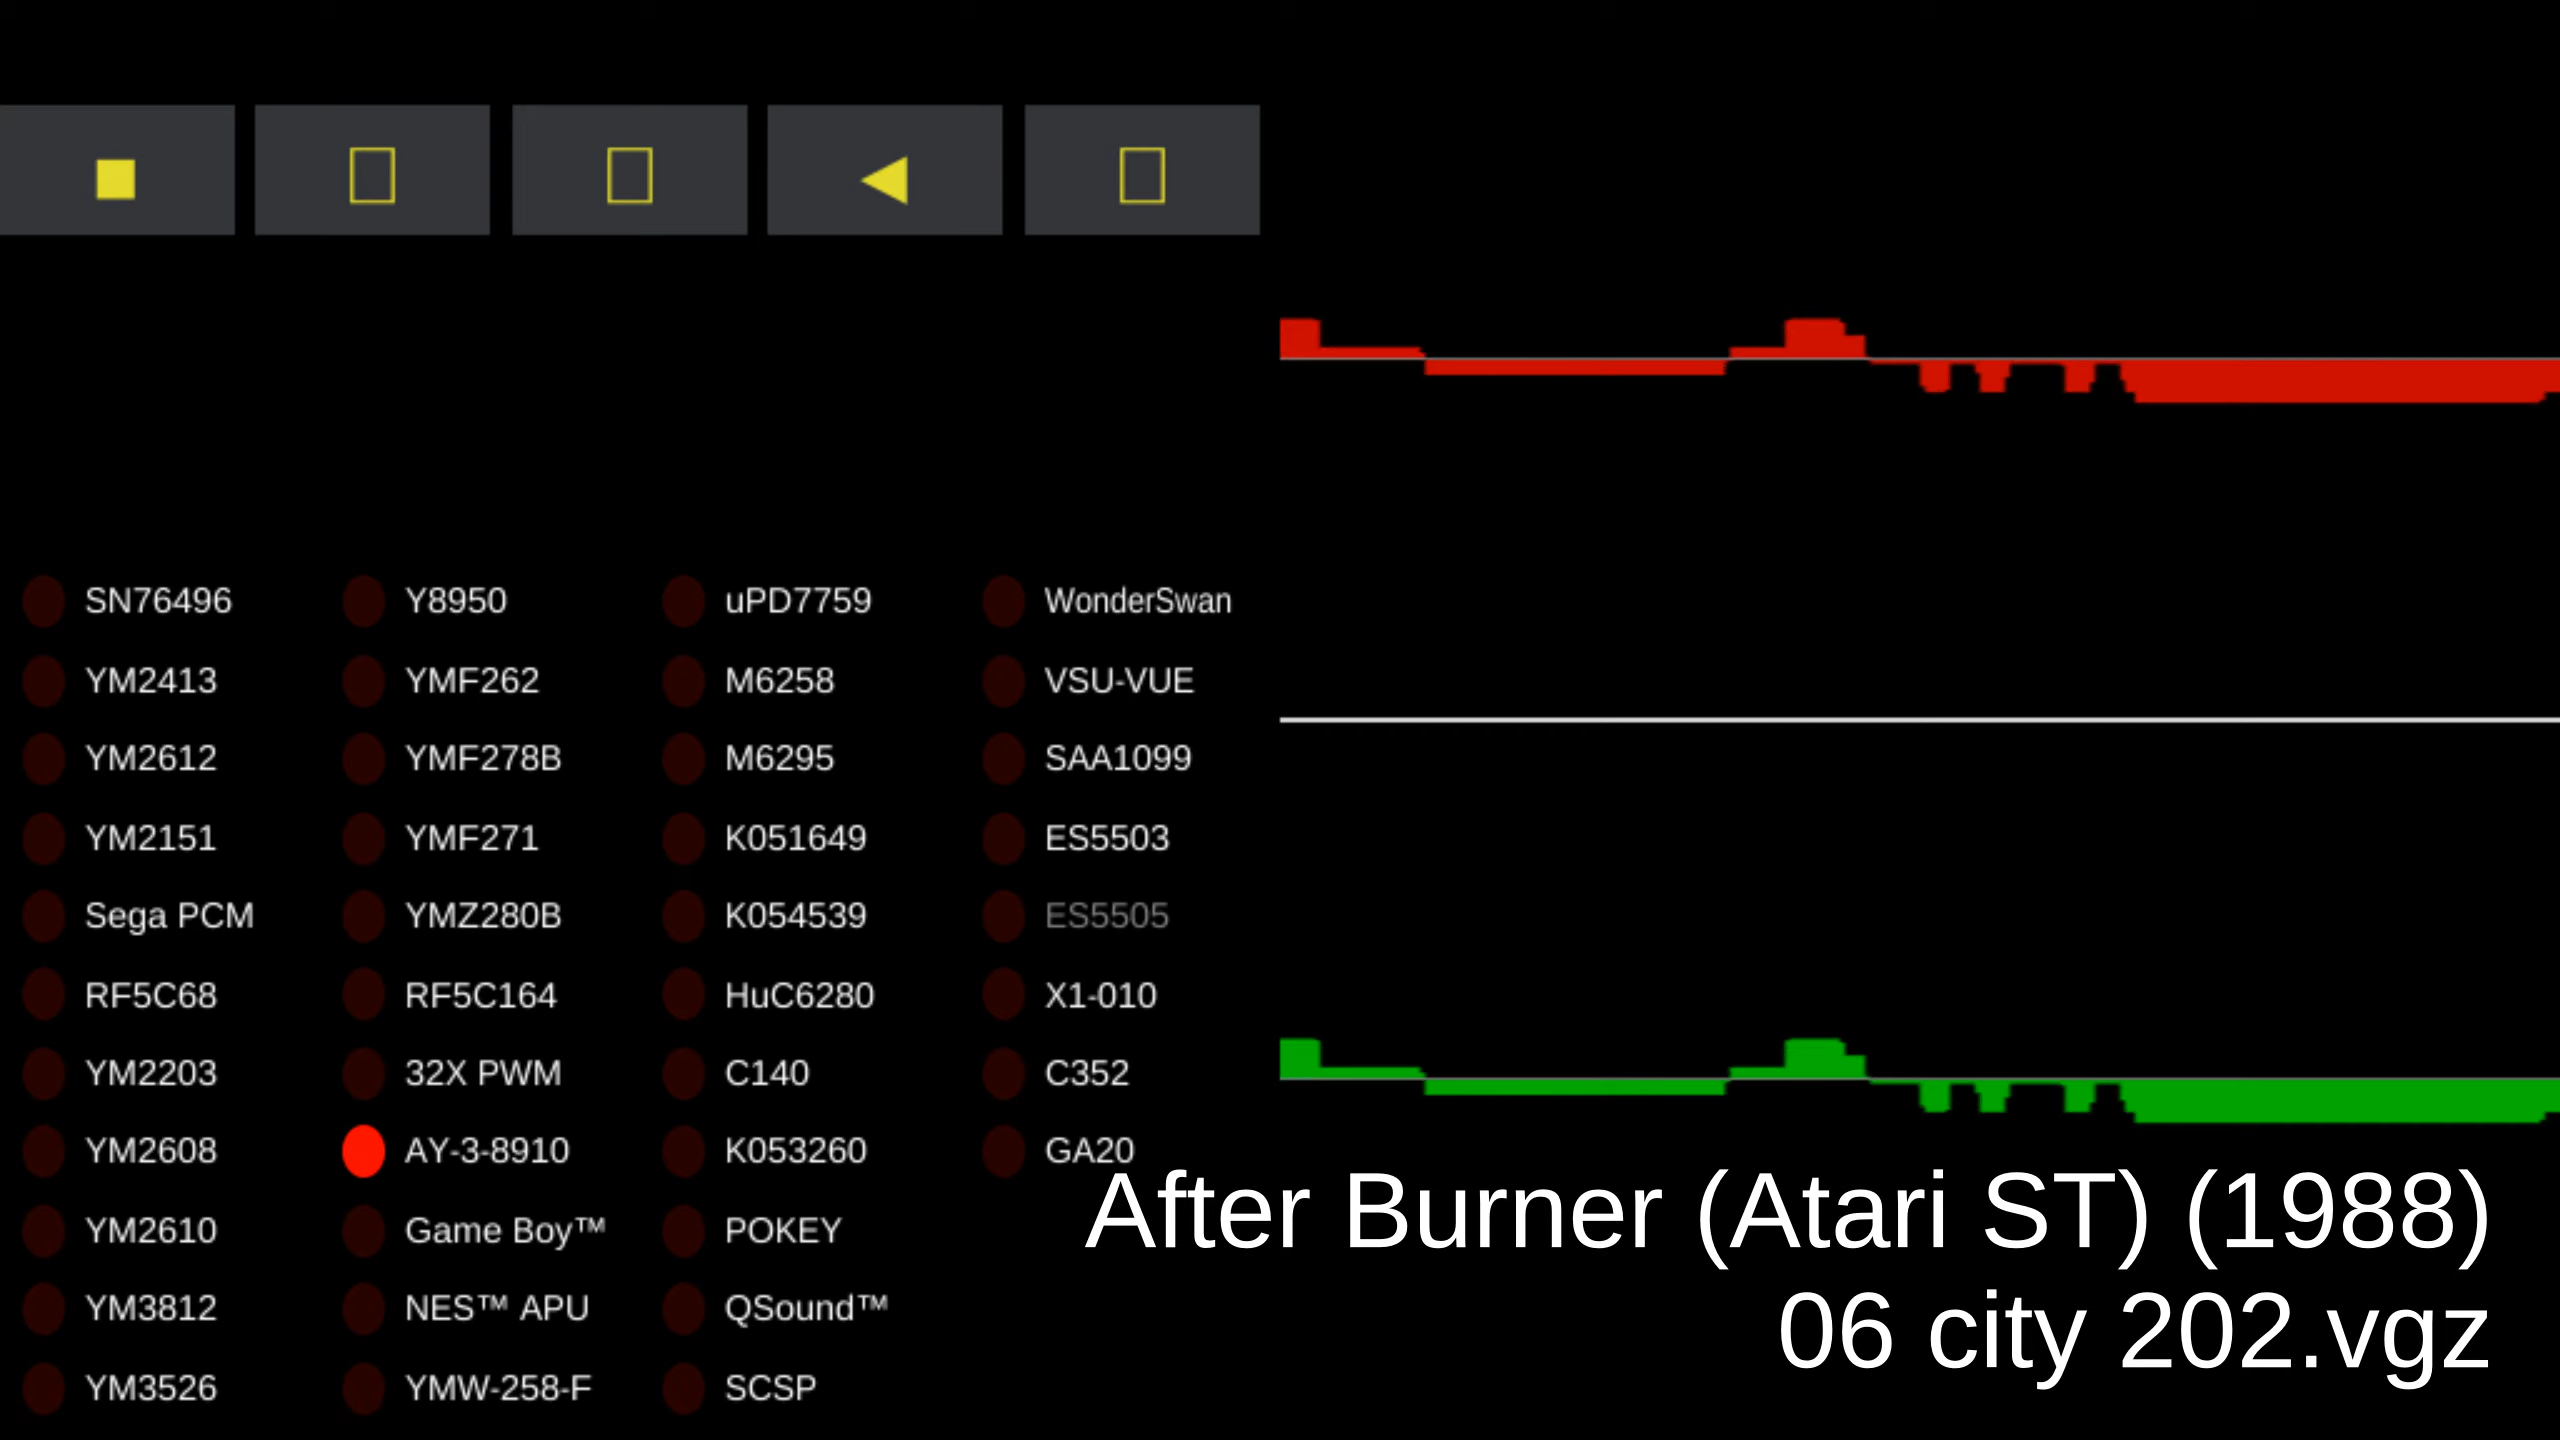 SN76496
YM2413
YM2612
YM2151
Sega PCM
RF5C68
YM2203
YM2608
YM2610
YM3812
YM3526
Y8950
YMF262
YMF278B
YMF271
YMZ280B
RF5C164
32X PWM
AY-3-8910
Game Boy™
NES™ APU
YMW-258-F
uPD7759
M6258
M6295
K051649
K054539
HuC6280
C140
K053260
POKEY
QSound™
SCSP
WonderSwan
VSU-VUE
SAA1099
ES5503
ES5505
X1-010
C352
GA20
After Burner (Atari ST) (1988)
06 city 202.vgz